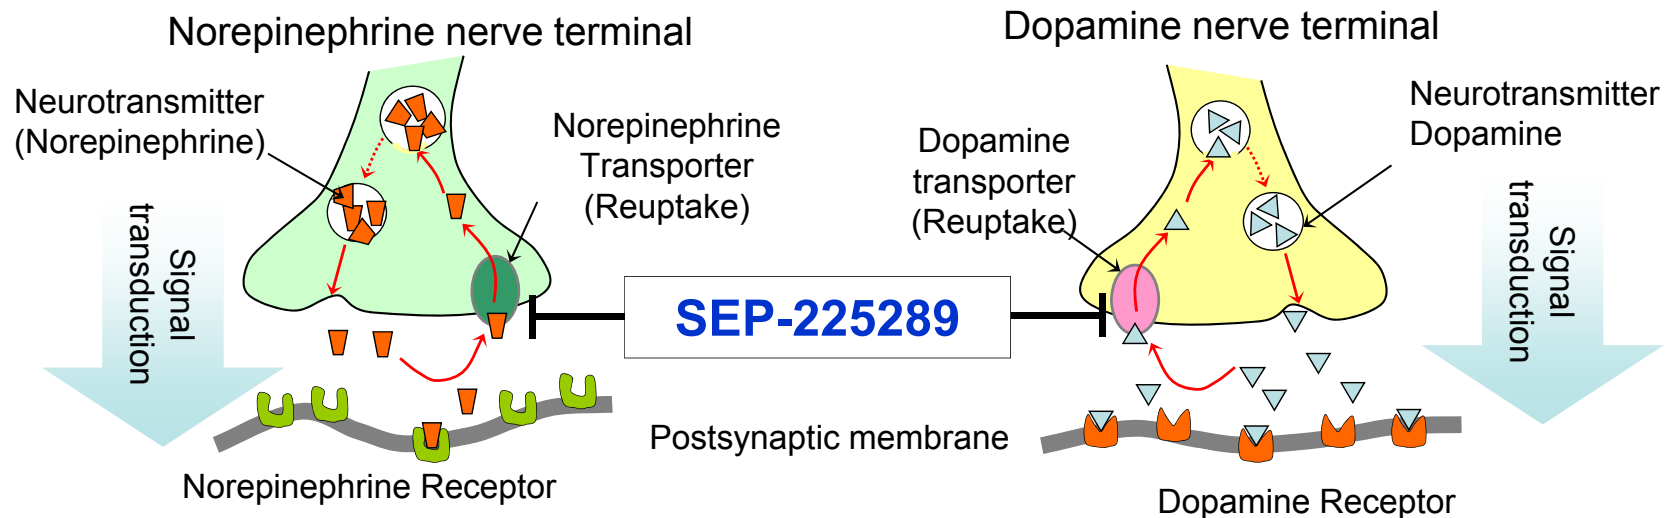 Norepinephrine nerve terminal
Dopamine nerve terminal
Neurotransmitter
(Norepinephrine)
Norepinephrine
Transporter
(Reuptake)
Dopamine
transporter
(Reuptake)
Neurotransmitter
Dopamine
Signal
transduction
SEP-225289
Signal
transduction
Postsynaptic membrane
Norepinephrine Receptor
Dopamine Receptor